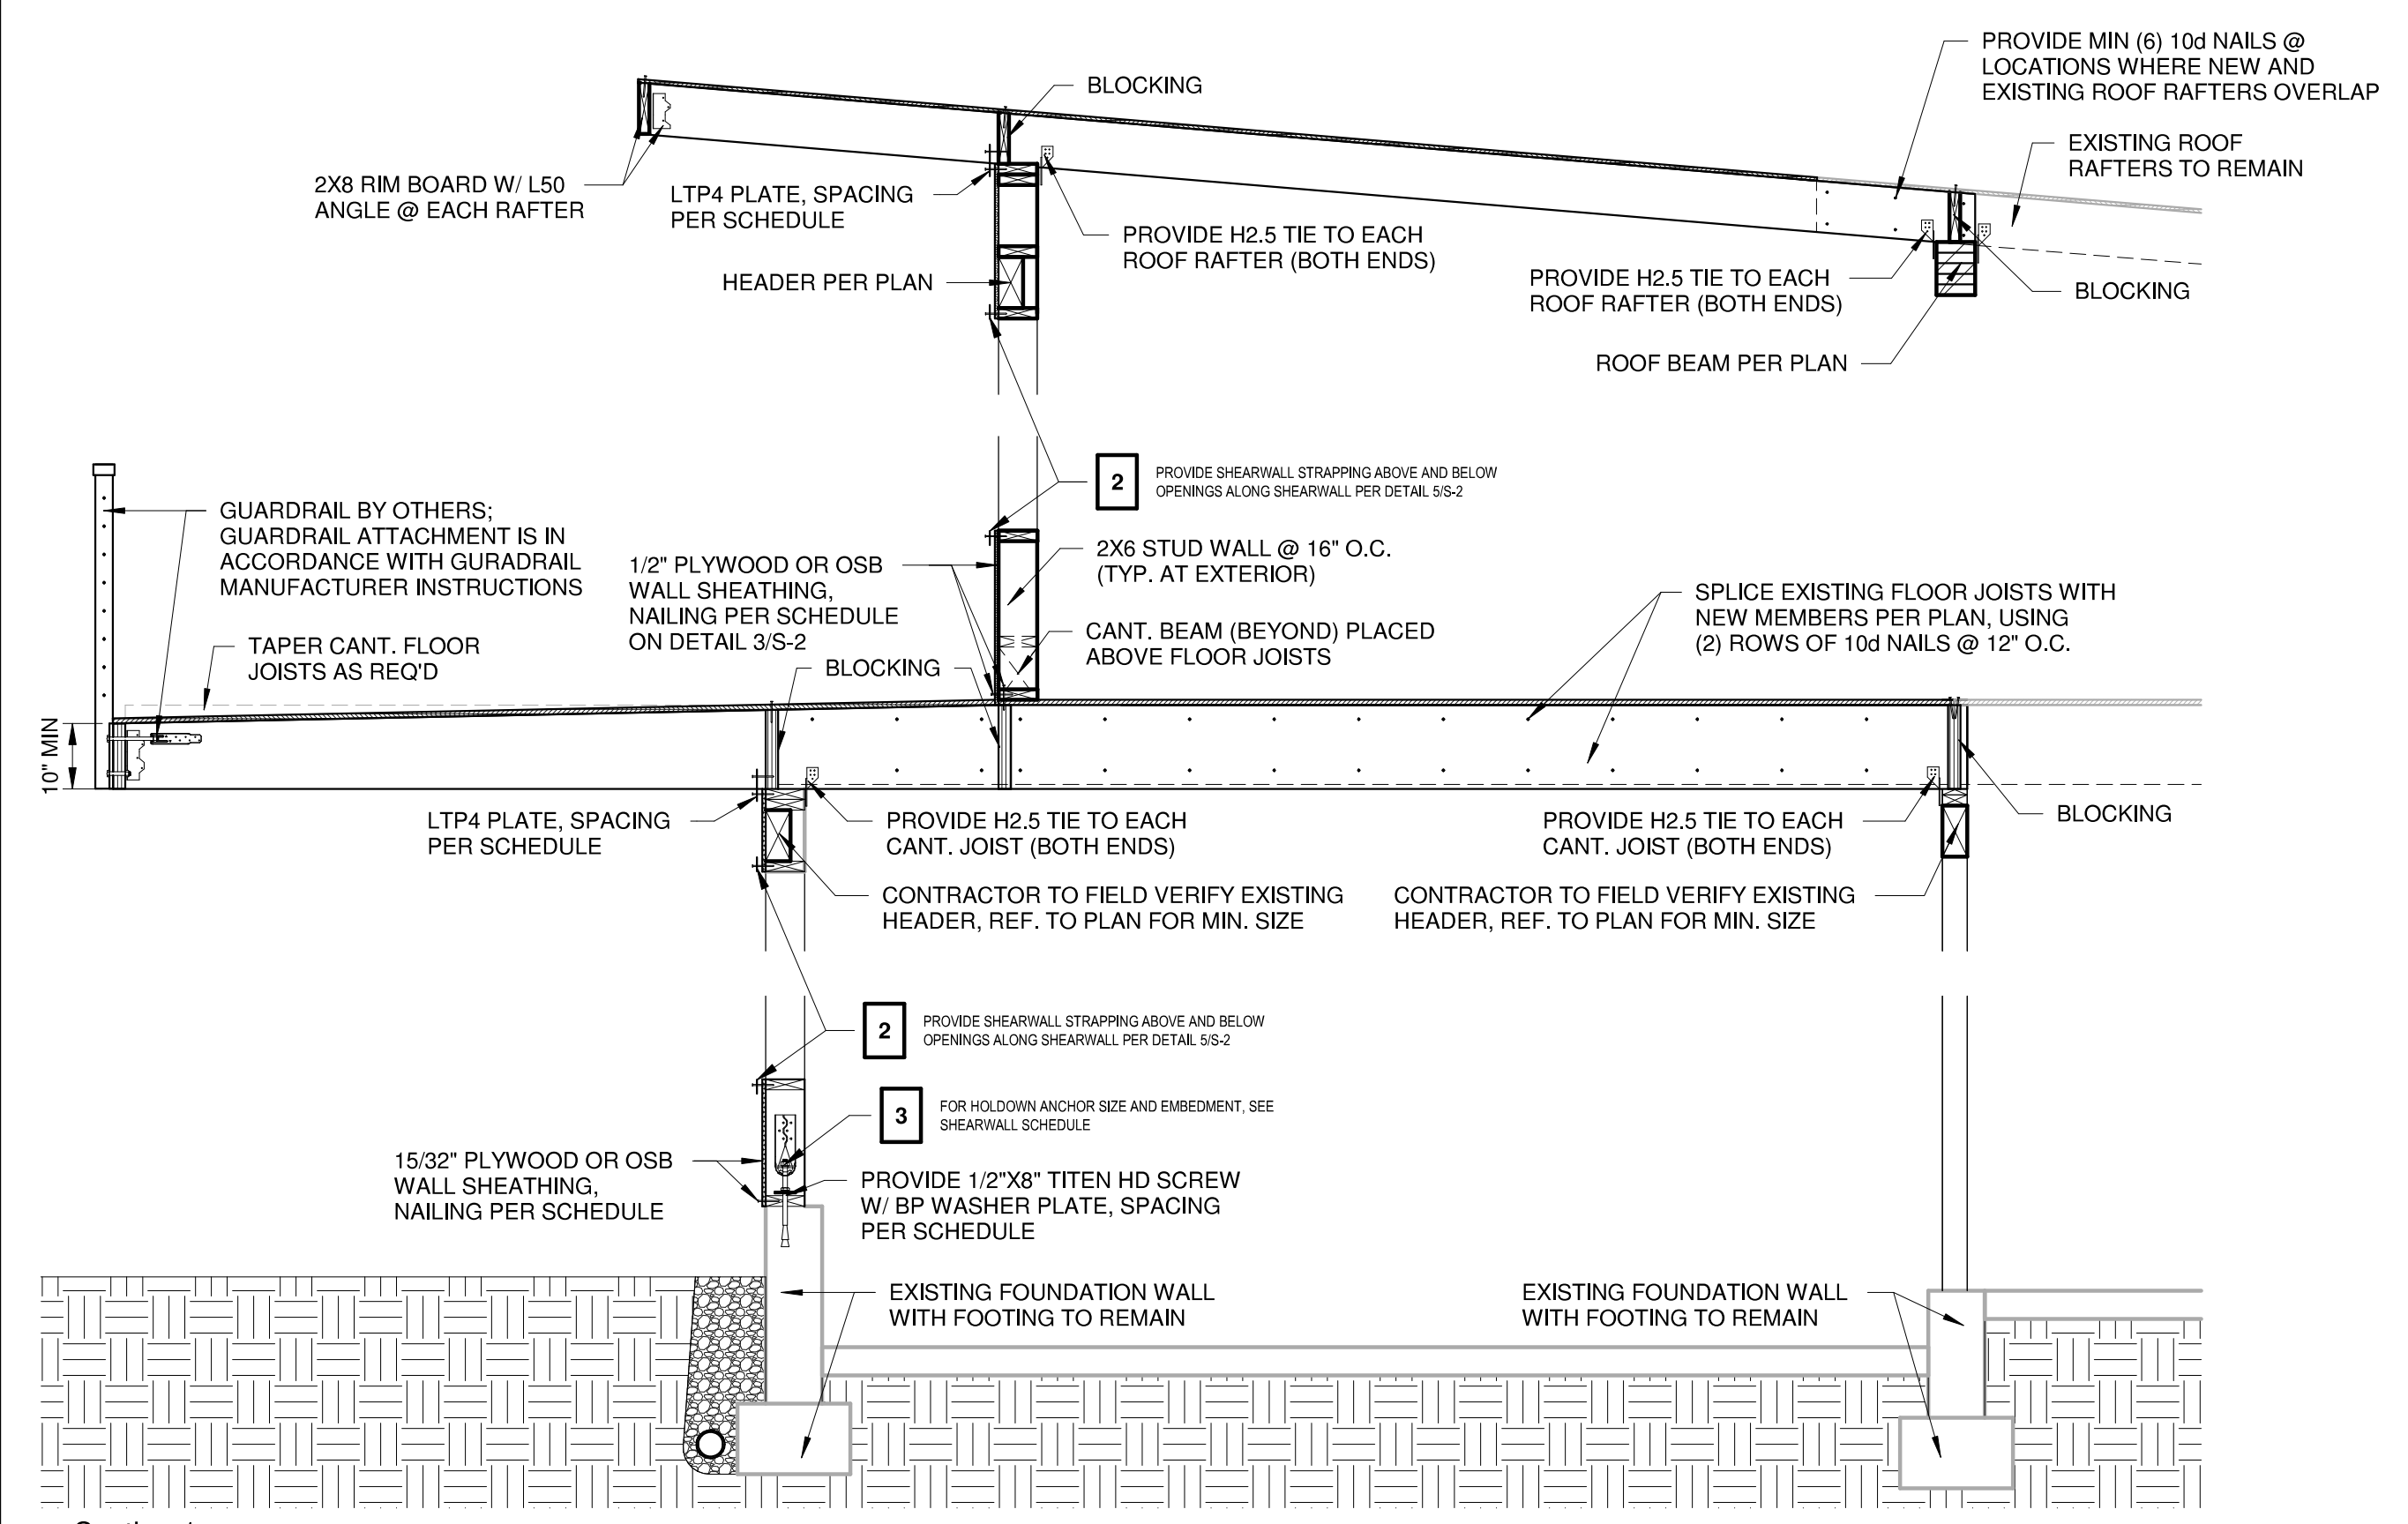 PROVIDE MIN (6) 10d NAILS @
LOCATIONS WHERE NEW AND
EXISTING ROOF RAFTERS OVERLAP
BLOCKING
EXISTING ROOF
RAFTERS TO REMAIN
2X8 RIM BOARD W/ L50
ANGLE @ EACH RAFTER
LTP4 PLATE, SPACING
PER SCHEDULE
PROVIDE H2.5 TIE TO EACH
ROOF RAFTER (BOTH ENDS)
HEADER PER PLAN
PROVIDE H2.5 TIE TO EACH
ROOF RAFTER (BOTH ENDS)
BLOCKING
ROOF BEAM PER PLAN
2
PROVIDE SHEARWALL STRAPPING ABOVE AND BELOW
OPENINGS ALONG SHEARWALL PER DETAIL 5/S-2
GUARDRAIL BY OTHERS;
GUARDRAIL ATTACHMENT IS IN
ACCORDANCE WITH GURADRAIL
MANUFACTURER INSTRUCTIONS
1/2" PLYWOOD OR OSB
WALL SHEATHING,
NAILING PER SCHEDULE
ON DETAIL 3/S-2
2X6 STUD WALL @ 16" O.C.
(TYP. AT EXTERIOR)
SPLICE EXISTING FLOOR JOISTS WITH
NEW MEMBERS PER PLAN, USING
(2) ROWS OF 10d NAILS @ 12" O.C.
TAPER CANT. FLOOR
JOISTS AS REQ'D
BLOCKING
CANT. BEAM (BEYOND) PLACED
ABOVE FLOOR JOISTS
10" MIN
LTP4 PLATE, SPACING
PER SCHEDULE
PROVIDE H2.5 TIE TO EACH
CANT. JOIST (BOTH ENDS)
PROVIDE H2.5 TIE TO EACH
CANT. JOIST (BOTH ENDS)
BLOCKING
CONTRACTOR TO FIELD VERIFY EXISTING
HEADER, REF. TO PLAN FOR MIN. SIZE
CONTRACTOR TO FIELD VERIFY EXISTING
HEADER, REF. TO PLAN FOR MIN. SIZE
2
PROVIDE SHEARWALL STRAPPING ABOVE AND BELOW
OPENINGS ALONG SHEARWALL PER DETAIL 5/S-2
3
FOR HOLDOWN ANCHOR SIZE AND EMBEDMENT, SEE
SHEARWALL SCHEDULE
15/32" PLYWOOD OR OSB
WALL SHEATHING,
NAILING PER SCHEDULE
PROVIDE 1/2"X8" TITEN HD SCREW
W/ BP WASHER PLATE, SPACING
PER SCHEDULE
EXISTING FOUNDATION WALL
WITH FOOTING TO REMAIN
EXISTING FOUNDATION WALL
WITH FOOTING TO REMAIN